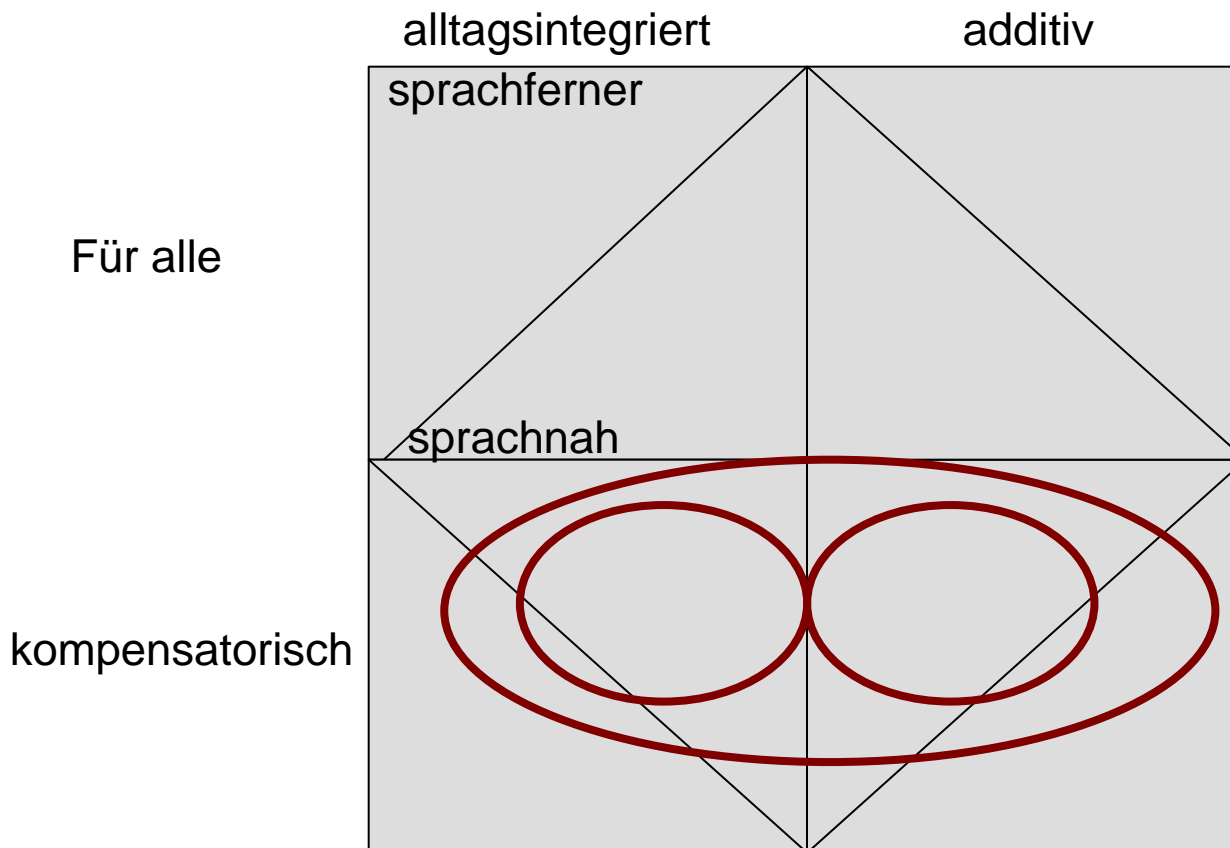 alltagsintegriert additiv
sprachferner
Für alle
sprachnah
kompensatorisch